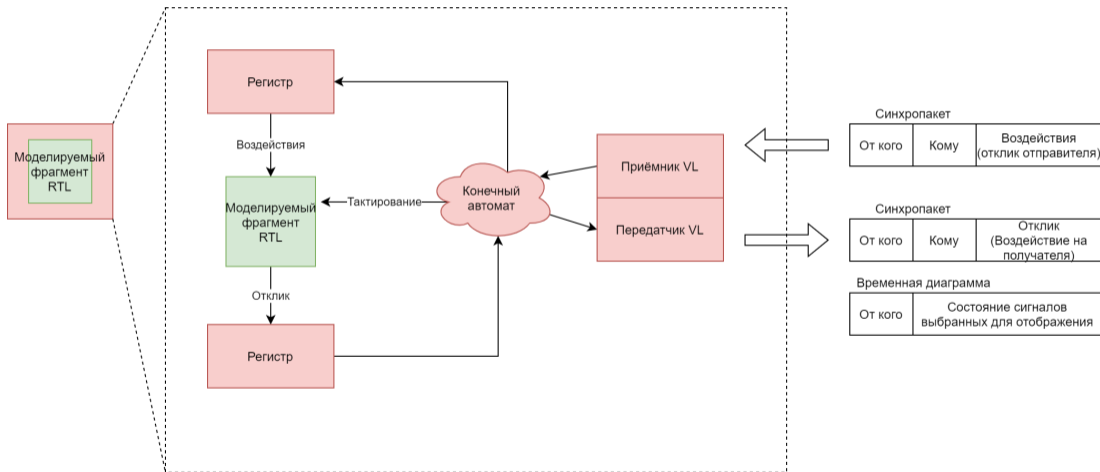 Моделируемый
фрагмент
RTL
Регистр
Воздействия
Моделируемый
фрагмент
RTL
Отклик
Регистр
Тактирование
Конечный
автомат
Приёмник VL
Передатчик VL
Синхропакет
От кого
Кому
Воздействия
(отклик отправителя)
Синхропакет
От кого
Кому
Отклик
(Воздействие на
получателя)
Временная диаграмма
От кого
Состояние сигналов
выбранных для отображения